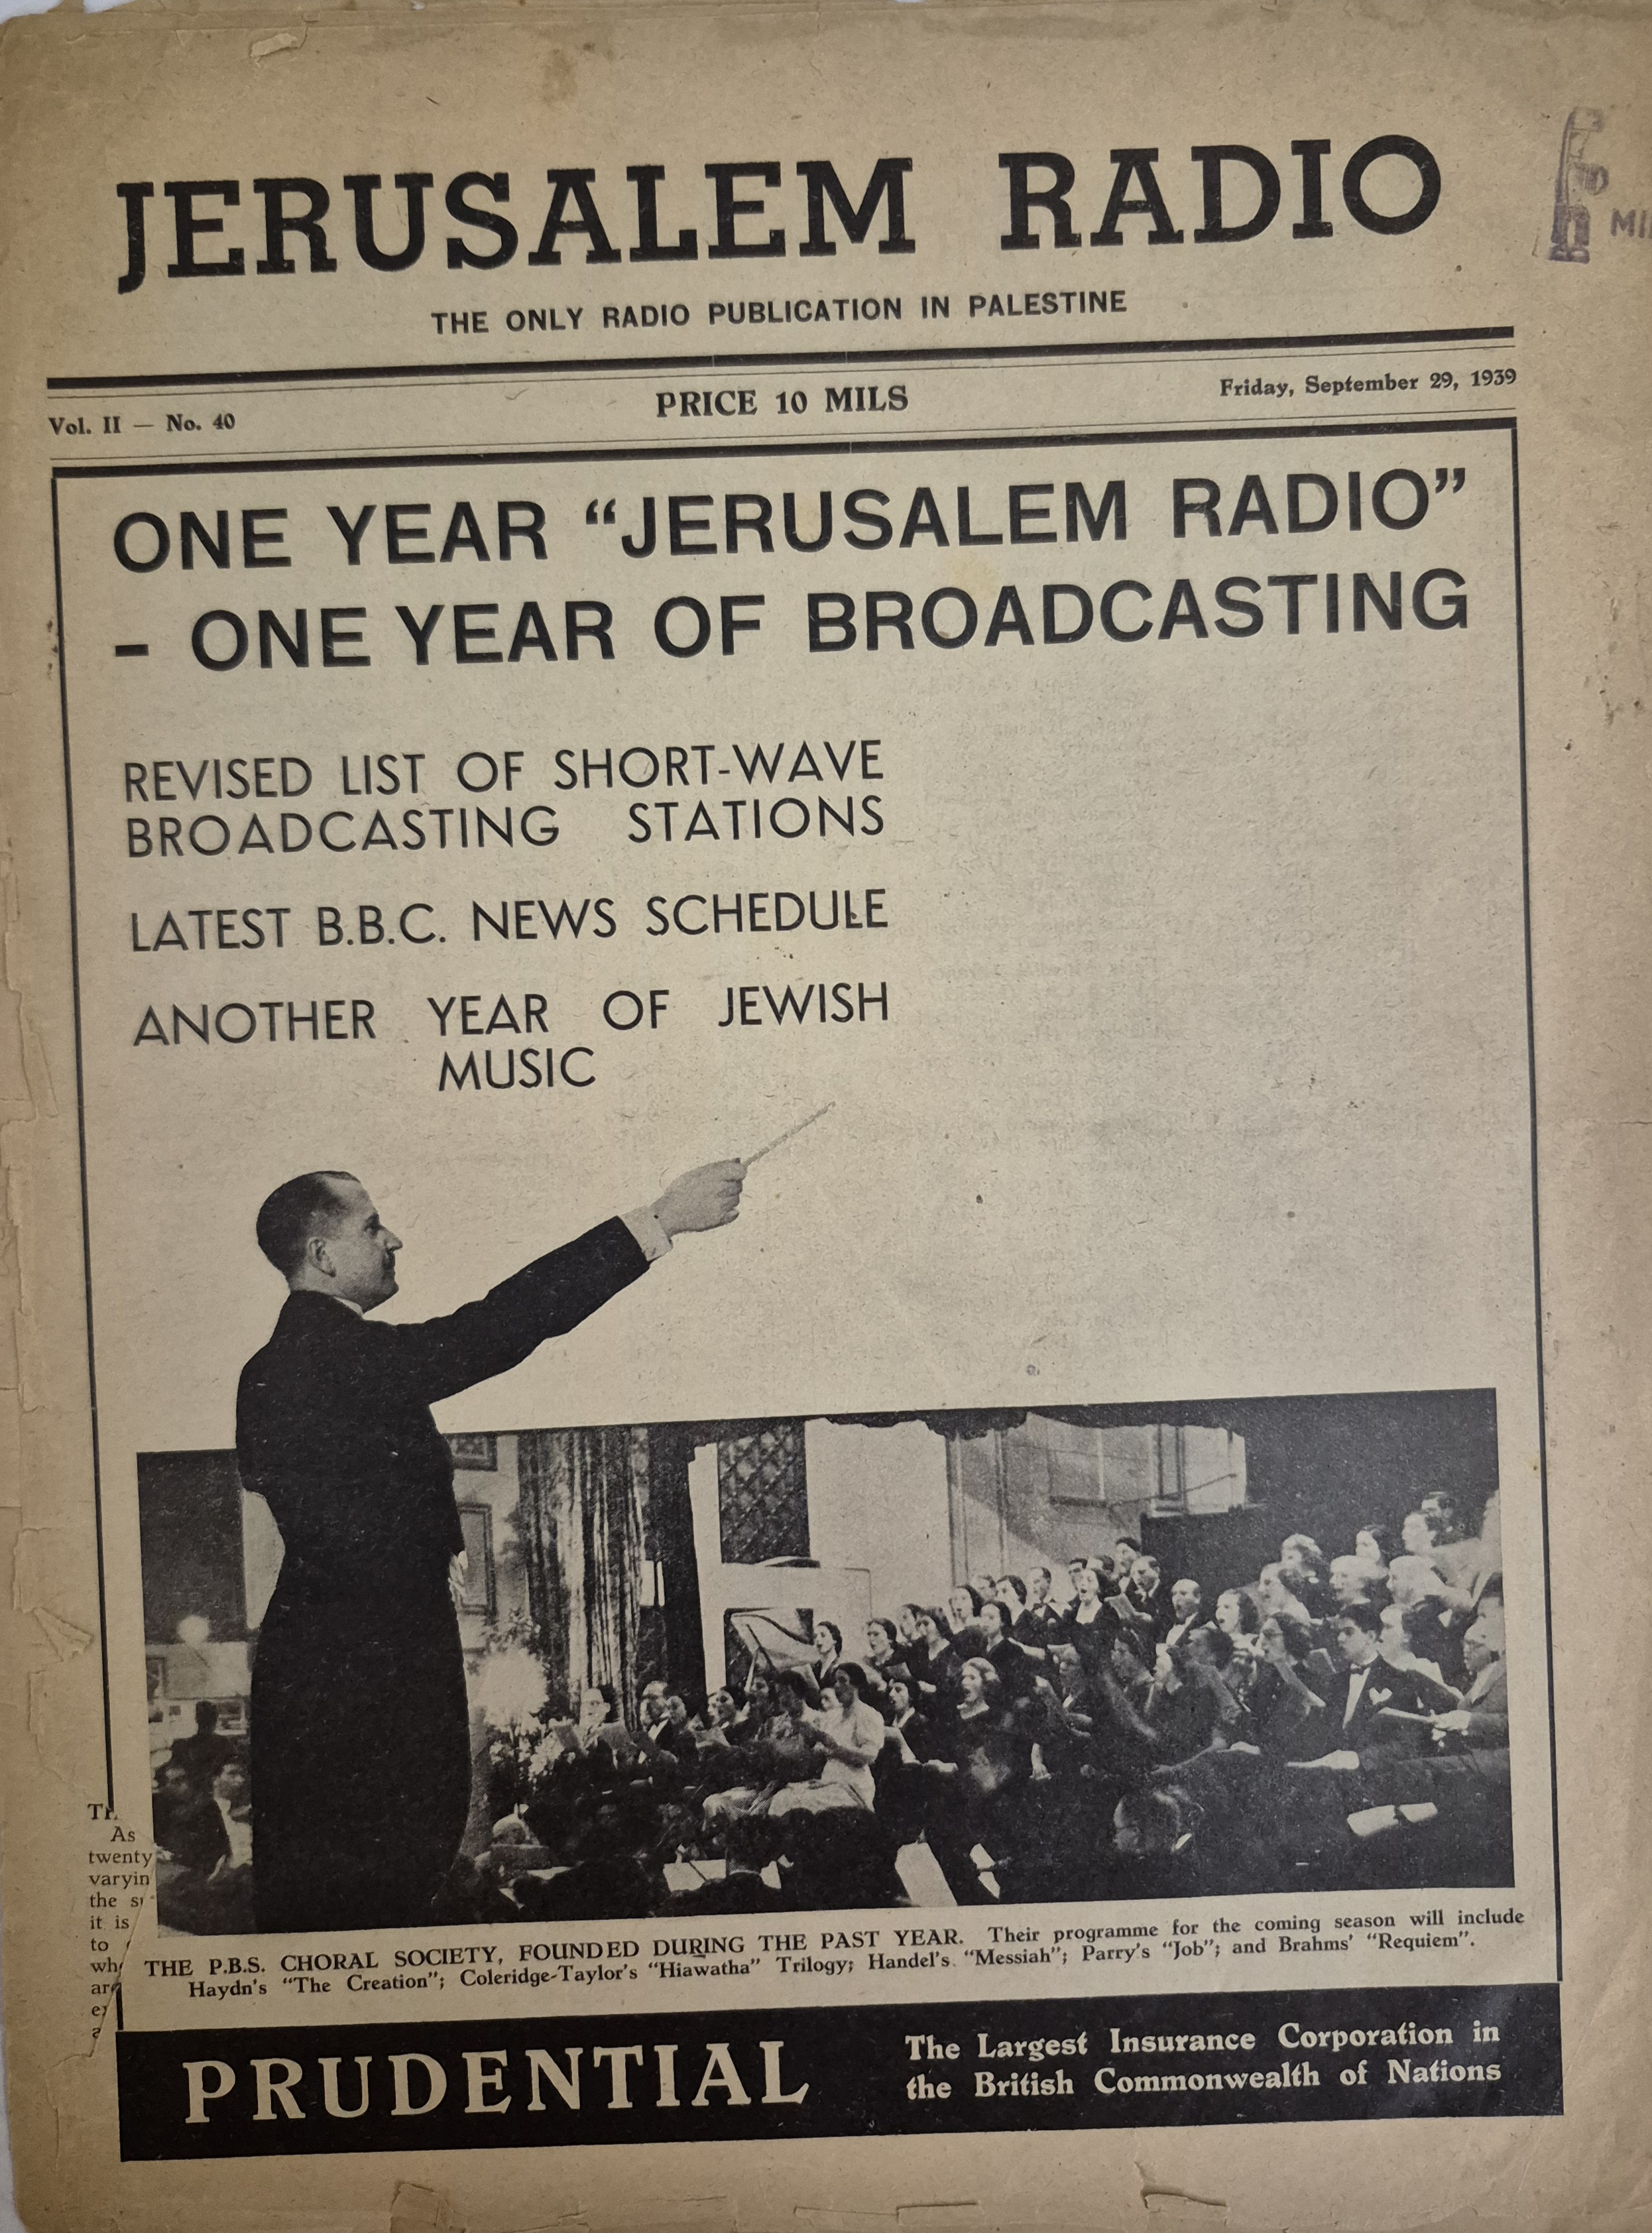 JERUSALEM RADIO
THE ONLY RADIO PUBLICATION IN PALESTINE
Vol. II — No. 40
PRICE 10 MILS
Friday, September 29, 1939
ONE YEAR “JERUSALEM RADIO”
- ONE YEAR OF BROADCASTING
REVISED LIST OF SHORT-WAVE
BROADCASTING STATIONS
LATEST B.B.C. NEWS SCHEDULE
ANOTHER YEAR OF JEWISH
MUSIC
As
twenty
varyin
the
it is
to
THE P.B.S. CHORAL SOCIETY, FOUNDED DURING THE PAST YEAR. Their programme for the coming season will include
Haydn's “The Creation”; Coleridge-Taylor's “Hiawatha” Trilogy; Handel's “Messiah”; Parry's “Job”; and Brahms' “Requiem”.
PRUDENTIAL
The Largest Insurance Corporation in
the British Commonwealth of Nations